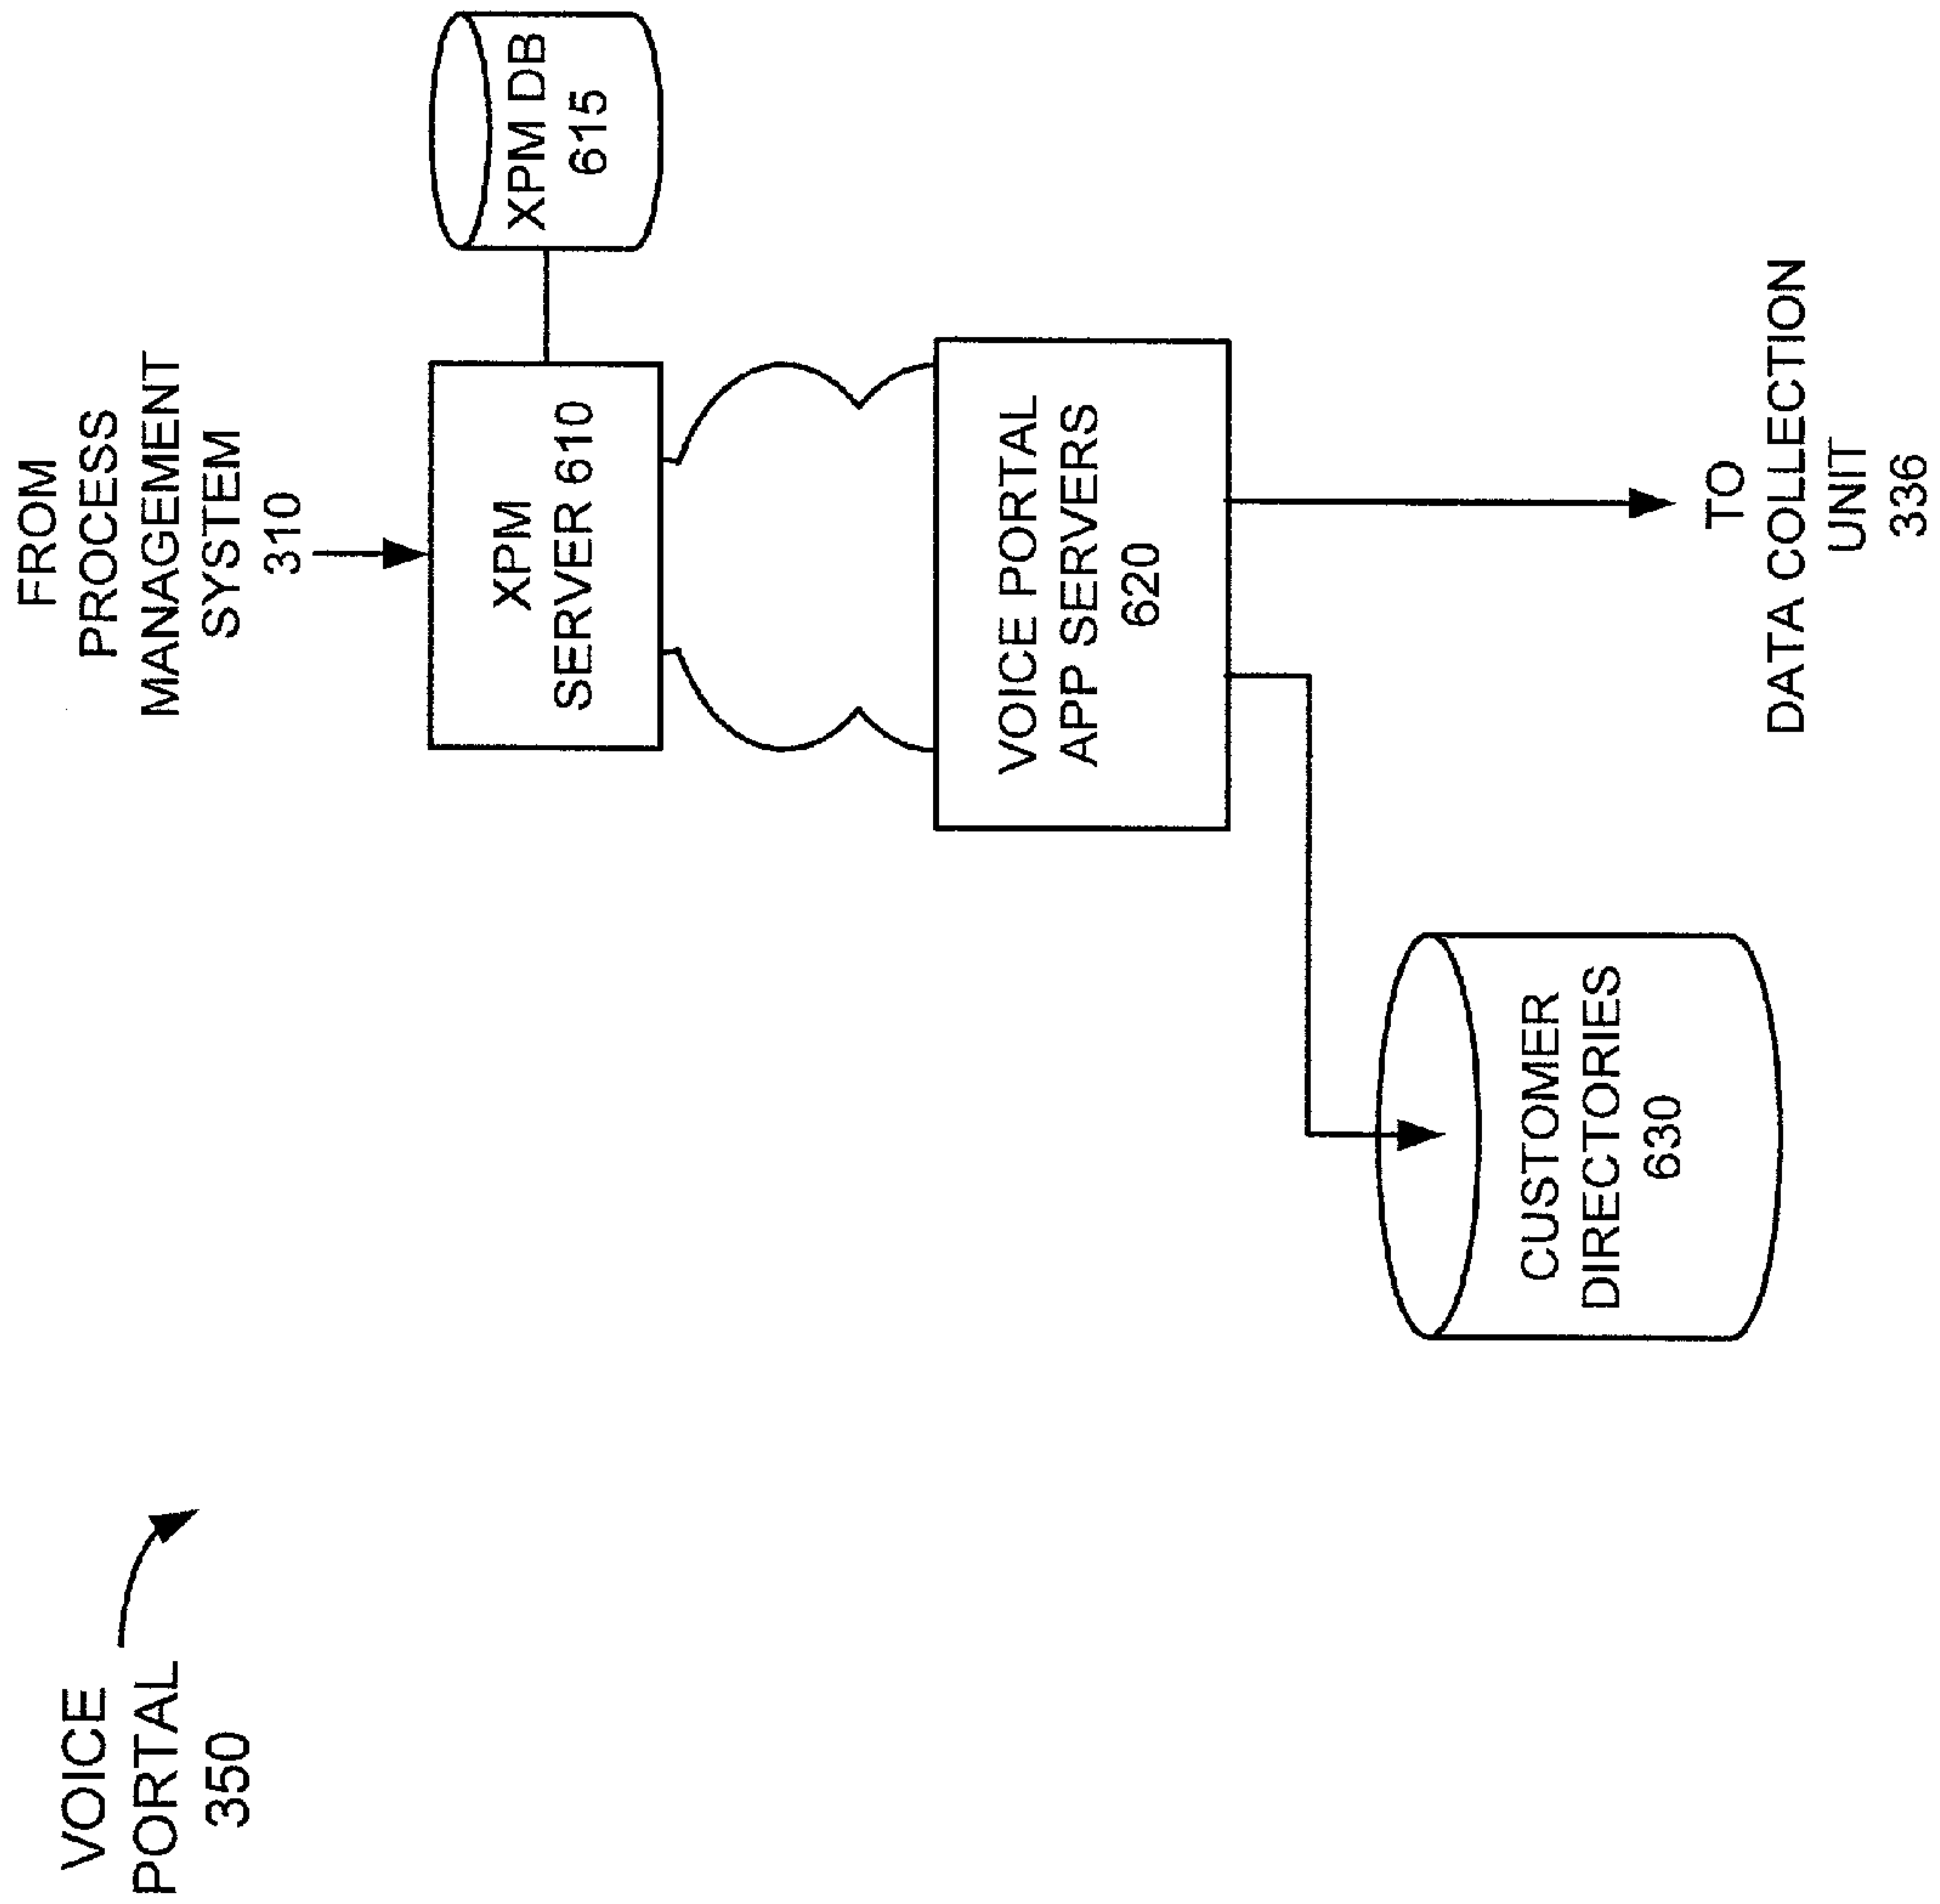 VOICE
PORTAL
350
FROM
PROCESS
MANAGEMENT
SYSTEM
310
XPM
SERVER 610
XPM DB
615
VOICE PORTAL
APP SERVERS
620
CUSTOMER
DIRECTORIES
630
TO
DATA COLLECTION
UNIT
336